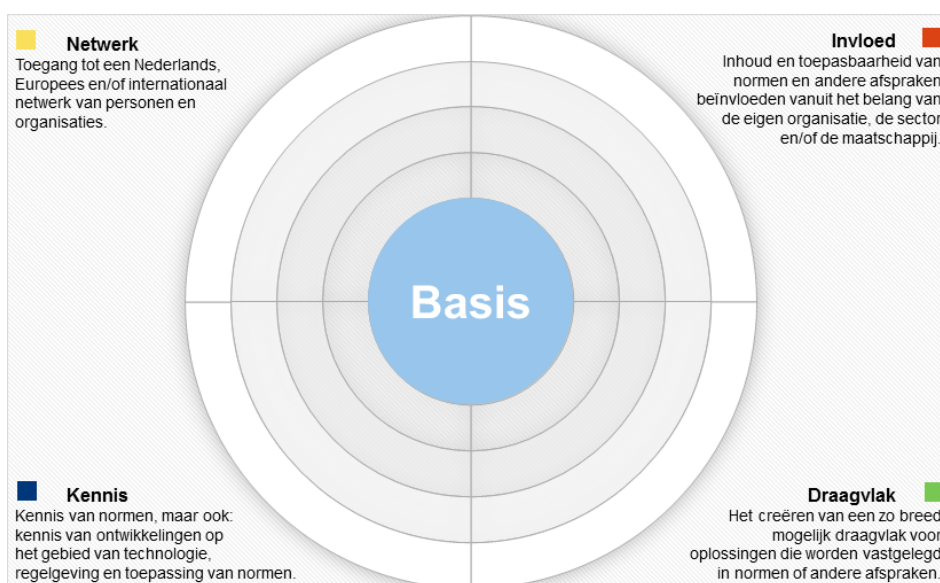 Netwerk
Toegang tot een Nederlands,
Europees en/of internationaal
netwerk van personen en
organisaties.
Invloed
Inhoud en toepasbaarheid van
normen en andere afspraken
beïnvloeden vanuit het belang van
de eigen organisatie, de sector
en/of de maatschappij.
Basis
Kennis
Kennis van normen, maar ook:
kennis van ontwikkelingen op
het gebied van technologie,
regelgeving en toepassing van normen.
Draagvlak
Het creëren van een zo breed
mogelijk draagvlak voor
oplossingen die worden vastgelegd
in normen of andere afspraken.